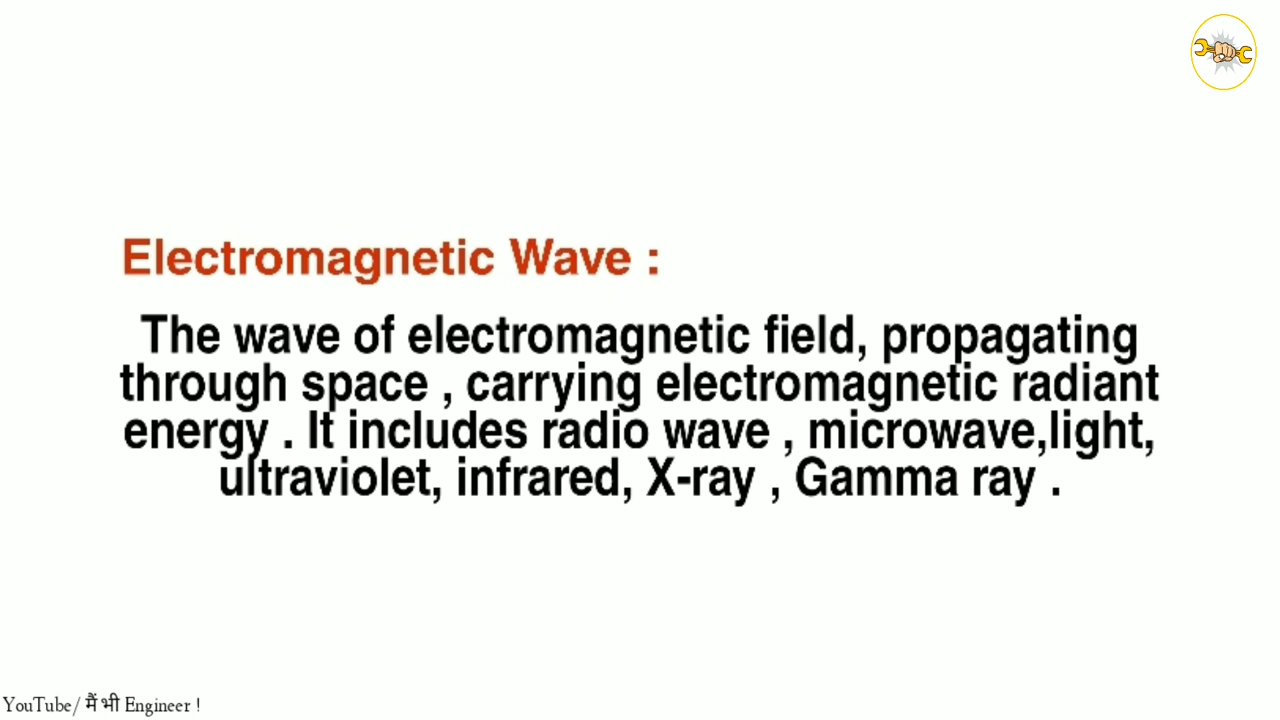 Electromagnetic Wave :
The wave of electromagnetic field, propagating
through space , carrying electromagnetic radiant
energy . It includes radio wave , microwave,light,
ultraviolet, infrared, X-ray , Gamma ray .
YouTube/ मैं भी Engineer !